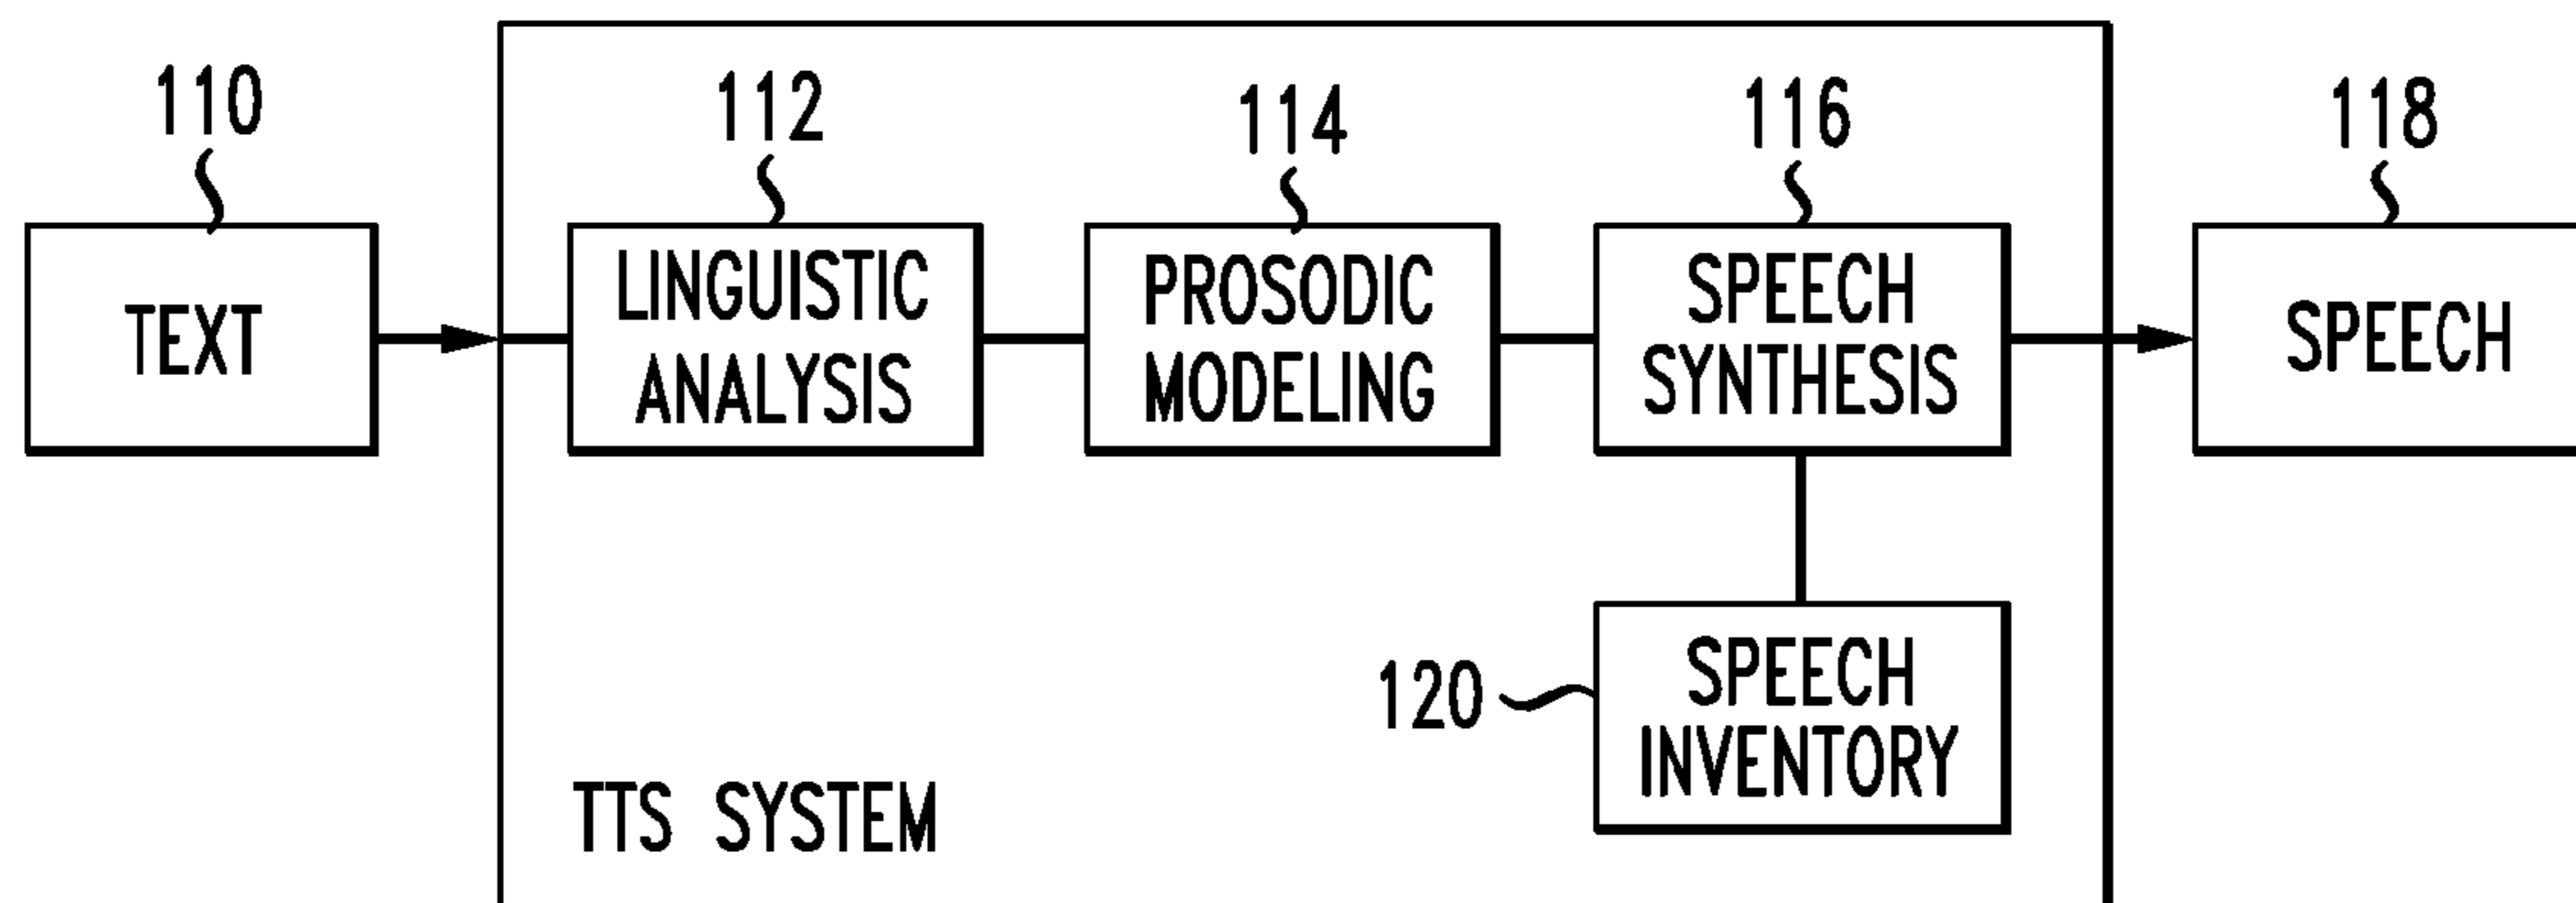 110
112
114
116
118
TEXT
LINGUISTIC
ANALYSIS
PROSODIC
MODELING
SPEECH
SYNTHESIS
SPEECH
120
SPEECH
INVENTORY
TTS SYSTEM